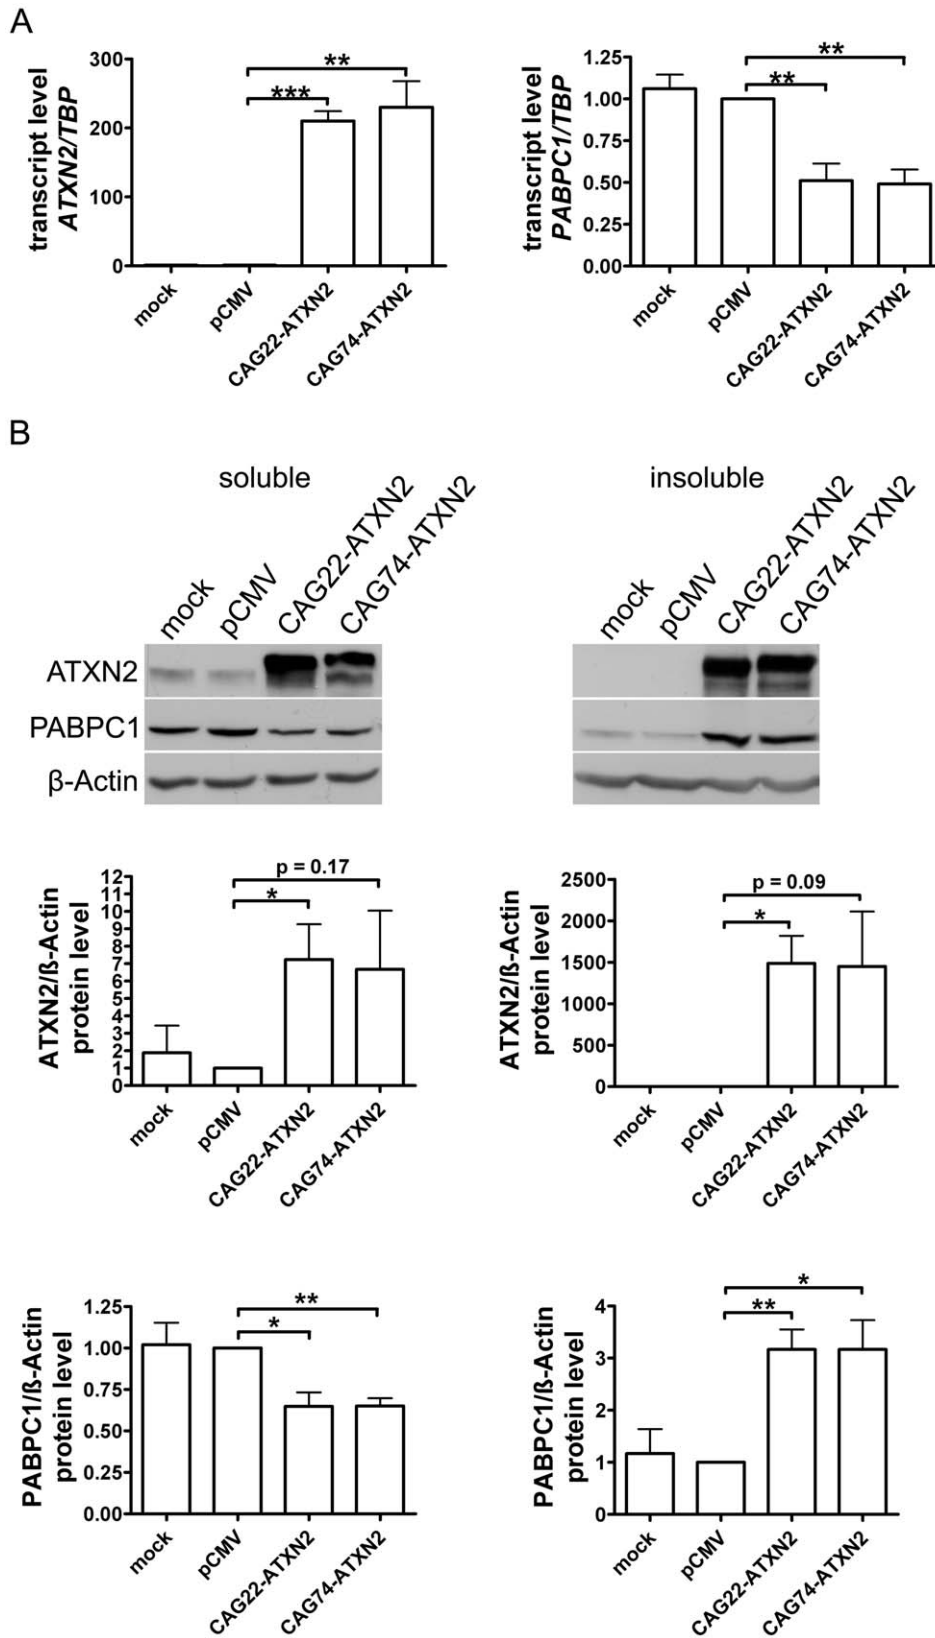 A
transcript level
ATXN2/TBP
300
200
100
0
***
**
mock
pCMV
CAG22-ATXN2
CAG74-ATXN2
transcript level
PABPC1/TBP
1.25
1.00
0.75
0.50
0.25
0.00
**
**
mock
pCMV
CAG22-ATXN2
CAG74-ATXN2
B
soluble
mock
pCMV
CAG22-ATXN2
CAG74-ATXN2
insoluble
mock
pCMV
CAG22-ATXN2
CAG74-ATXN2
ATXN2
PABPC1
β-Actin
ATXN2/ß-Actin
protein level
12
11
10
9
8
7
6
5
4
3
2
1
0
p = 0.17
*
mock
pCMV
CAG22-ATXN2
CAG74-ATXN2
ATXN2/ß-Actin
protein level
2500
2000
1500
1000
500
0
p = 0.09
*
mock
pCMV
CAG22-ATXN2
CAG74-ATXN2
PABPC1/ß-Actin
protein level
1.25
1.00
0.75
0.50
0.25
0.00
**
*
mock
pCMV
CAG22-ATXN2
CAG74-ATXN2
PABPC1/ß-Actin
protein level
4
3
2
1
0
*
**
mock
pCMV
CAG22-ATXN2
CAG74-ATXN2